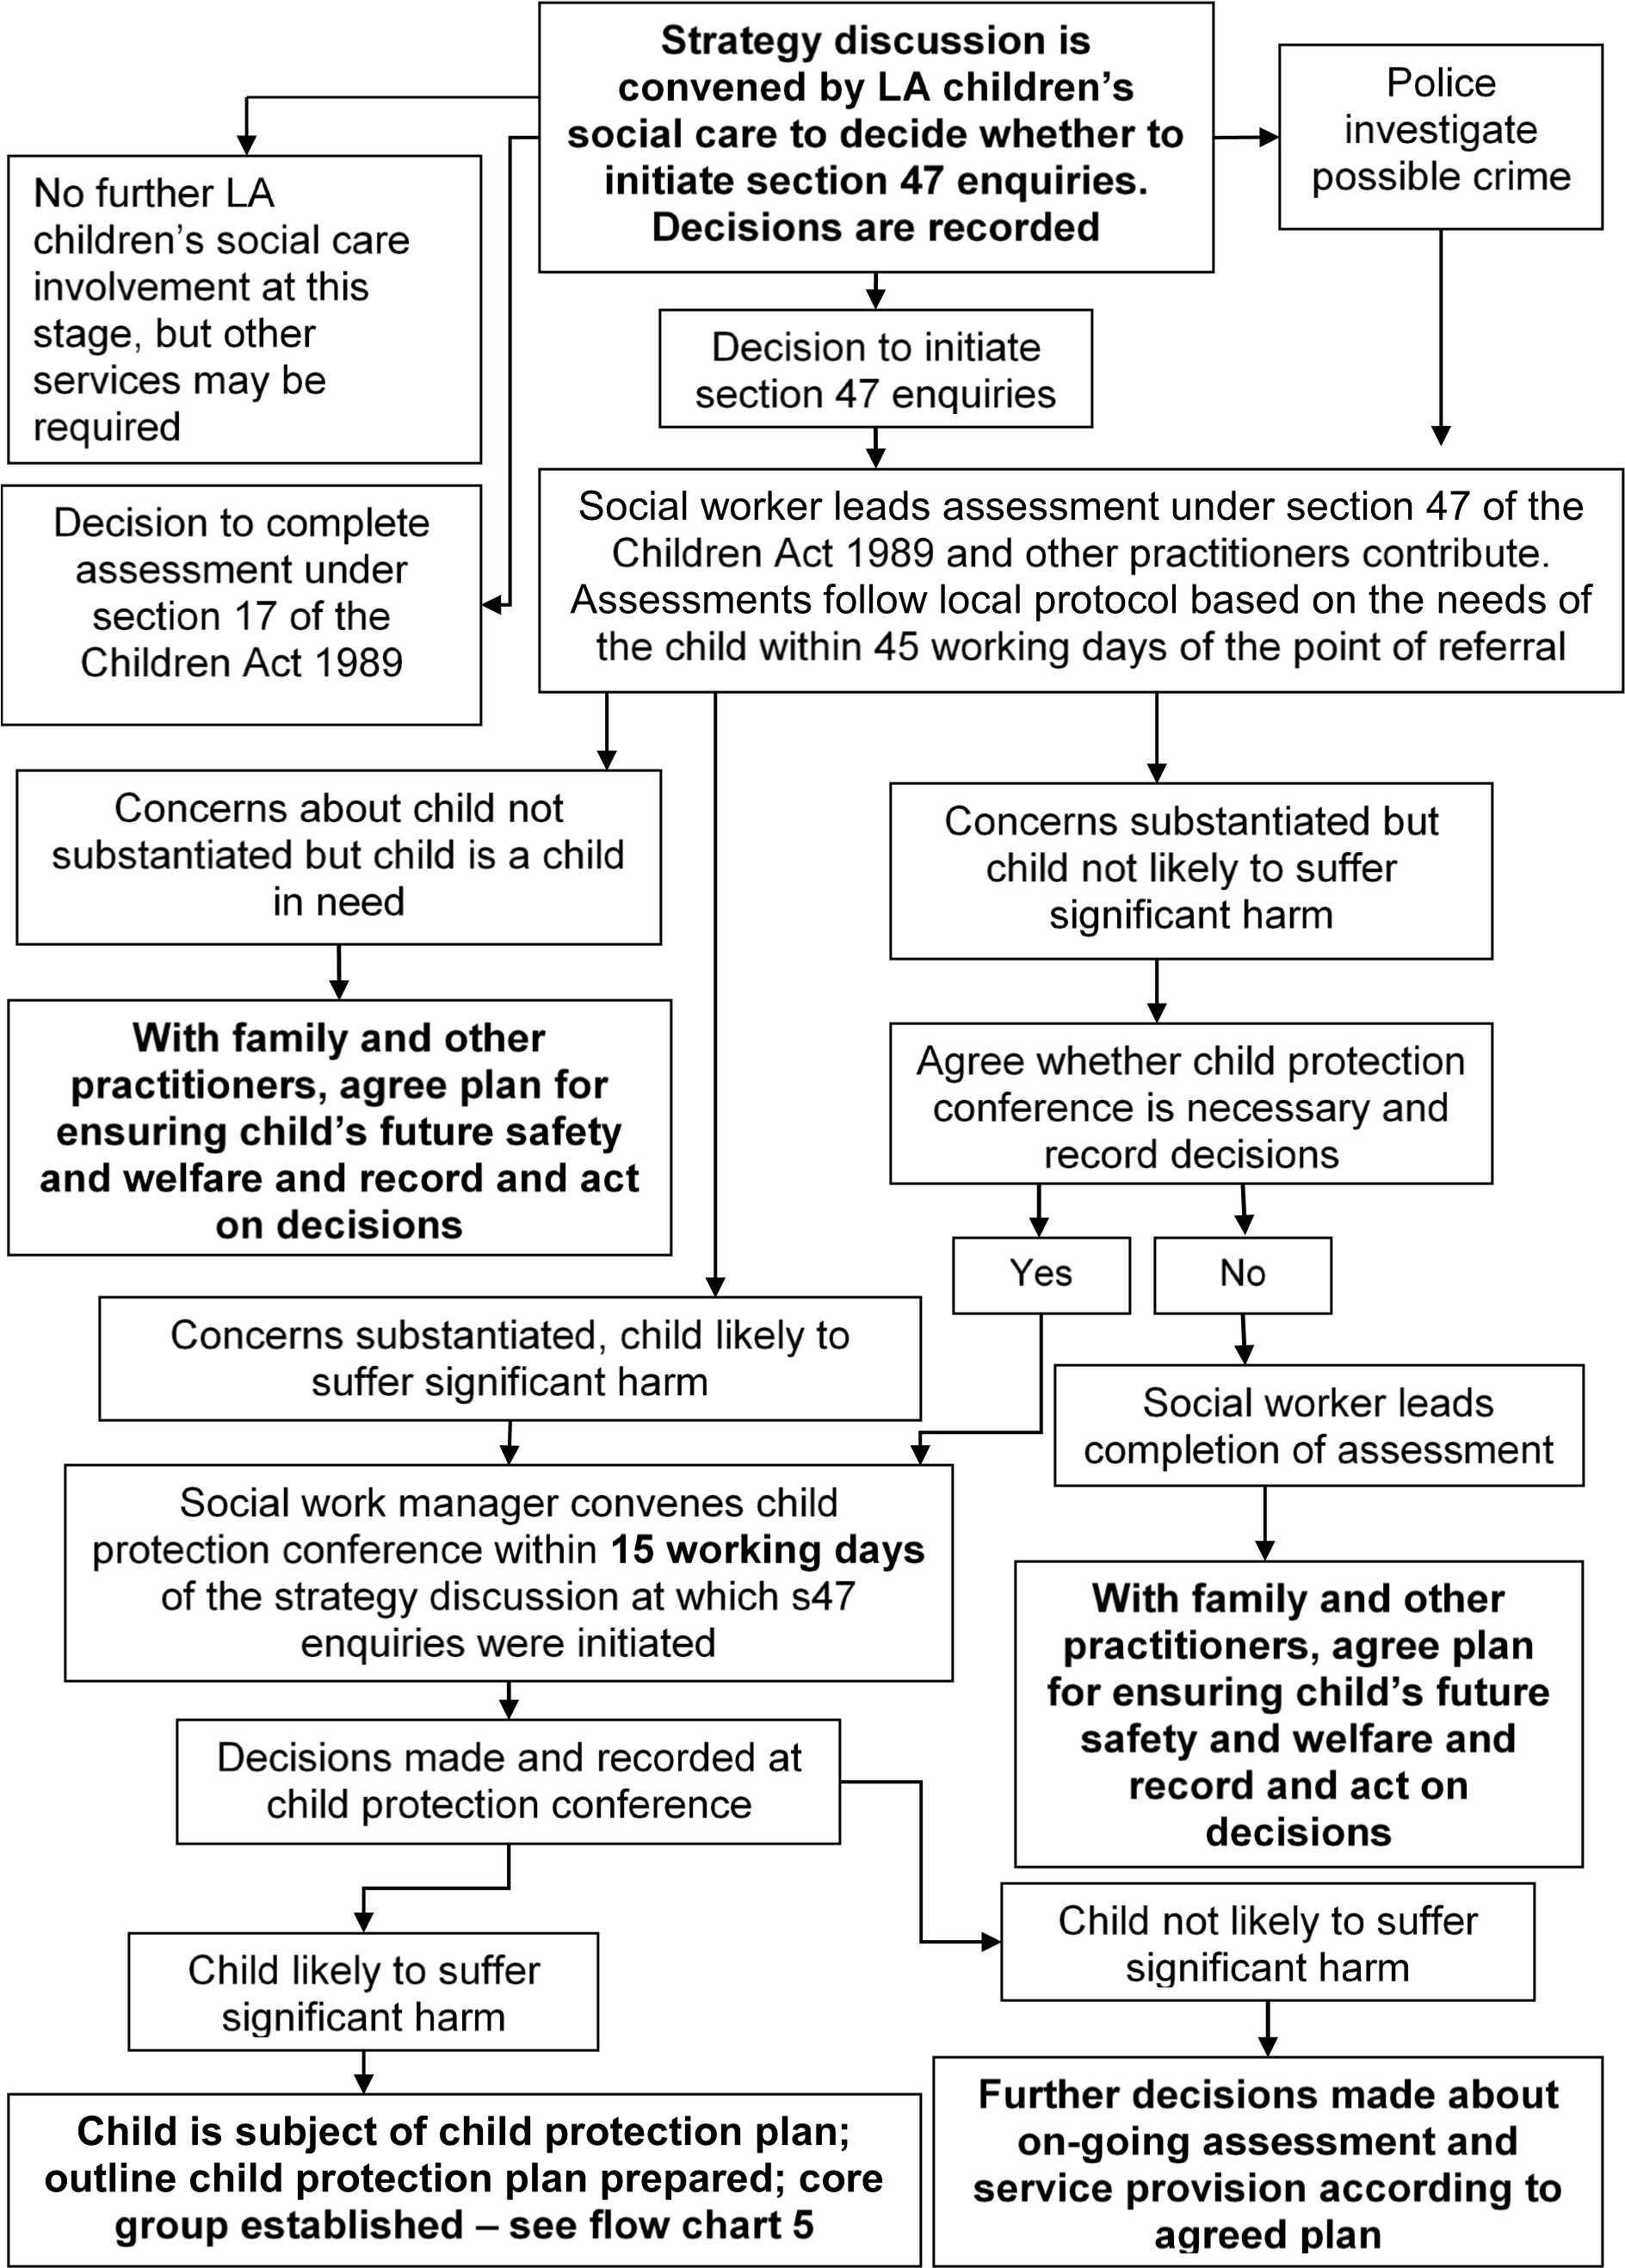 Strategy discussion is
convened by LA children’s
social care to decide whether to
initiate section 47 enquiries.
Decisions are recorded
Police
investigate
possible crime
No further LA
children’s social care
involvement at this
stage, but other
services may be
required
Decision to initiate
section 47 enquiries
Decision to complete
assessment under
section 17 of the
Children Act 1989
Social worker leads assessment under section 47 of the
Children Act 1989 and other practitioners contribute.
Assessments follow local protocol based on the needs of
the child within 45 working days of the point of referral
Concerns about child not
substantiated but child is a child
in need
Concerns substantiated but
child not likely to suffer
significant harm
With family and other
practitioners, agree plan for
ensuring child’s future safety
and welfare and record and act
on decisions
Agree whether child protection
conference is necessary and
record decisions
Yes
No
Concerns substantiated, child likely to
suffer significant harm
Social worker leads
completion of assessment
Social work manager convenes child
protection conference within 15 working days
of the strategy discussion at which s47
enquiries were initiated
With family and other
practitioners, agree plan
for ensuring child’s future
safety and welfare and
record and act on
decisions
Decisions made and recorded at
child protection conference
Child likely to suffer
significant harm
Child not likely to suffer
significant harm
Child is subject of child protection plan;
outline child protection plan prepared; core
group established – see flow chart 5
Further decisions made about
on-going assessment and
service provision according to
agreed plan